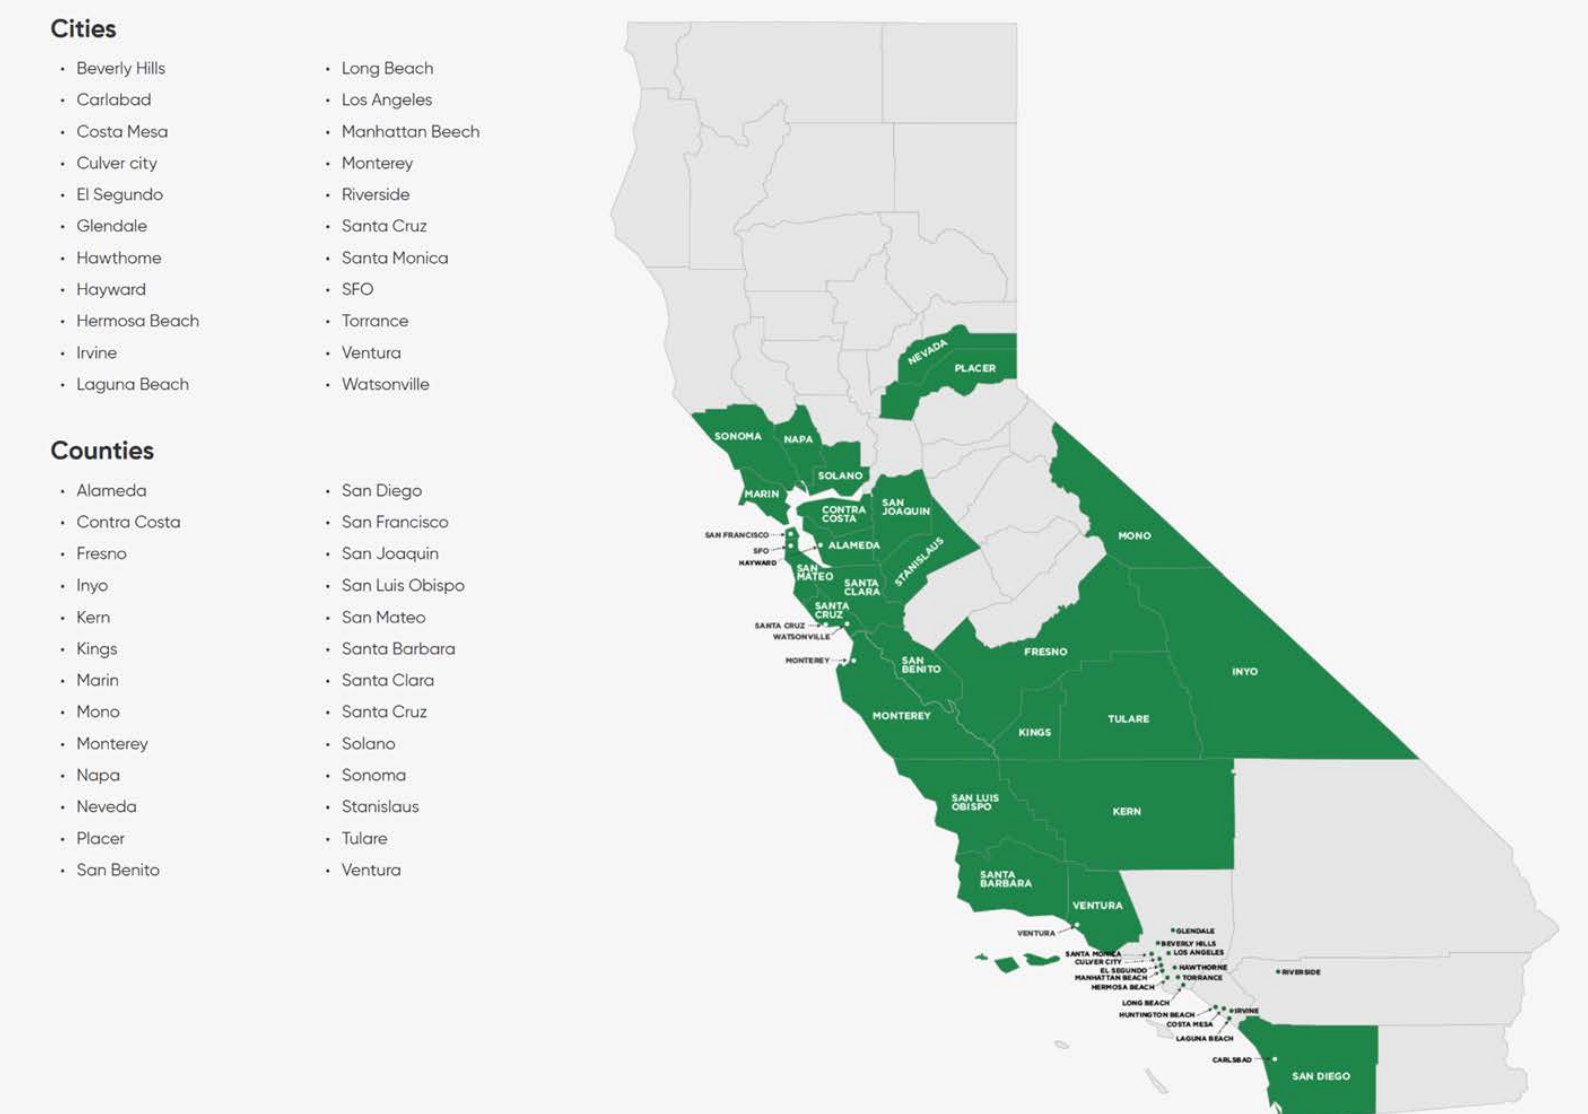 Cities
Beverly Hills
Carlabad
Costa Mesa
Culver city
El Segundo
Glendale
Hawthome
Hayward
Hermosa Beach
Irvine
Laguna Beach
Long Beach
Los Angeles
Manhattan Beech
Monterey
Riverside
Santa Cruz
Santa Monica
SFO
Torrance
Ventura
Watsonville
Counties
Alameda
Contra Costa
Fresno
Inyo
Kern
Kings
Marin
Mono
Monterey
Napa
Neveda
Placer
San Benito
San Diego
San Francisco
San Joaquin
San Luis Obispo
San Mateo
Santa Barbara
Santa Clara
Santa Cruz
Solano
Sonoma
Stanislaus
Tulare
Ventura
NEVADA
PLACER
SONOMA
NAPA
SOLANO
MARIN
CONTRA
COSTA
SAN
JOAQUIN
SAN FRANCISCO
SFO
HAYWARD
ALAMEDA
STANISLAUS
MONO
SAN
MATEO
SANTA
CLARA
SANTA
CRUZ
SANTA CRUZ
WATSONVILLE
MONTEREY
SAN
BENITO
FRESNO
INYO
MONTEREY
KINGS
TULARE
SAN LUIS
OBISPO
KERN
SANTA
BARBARA
VENTURA
VENTURA
GLENDALE
BEVERLY HILLS
SANTA MONICA
LOS ANGELES
CULVER CITY
EL SEGUNDO
HAWTHORNE
MANHATTAN BEACH
TORRANCE
HERMOSA BEACH
RIVERSIDE
LONG BEACH
HUNTINGTON BEACH
IRVINE
COSTA MESA
LAGUNA BEACH
CARLSBAD
SAN DIEGO